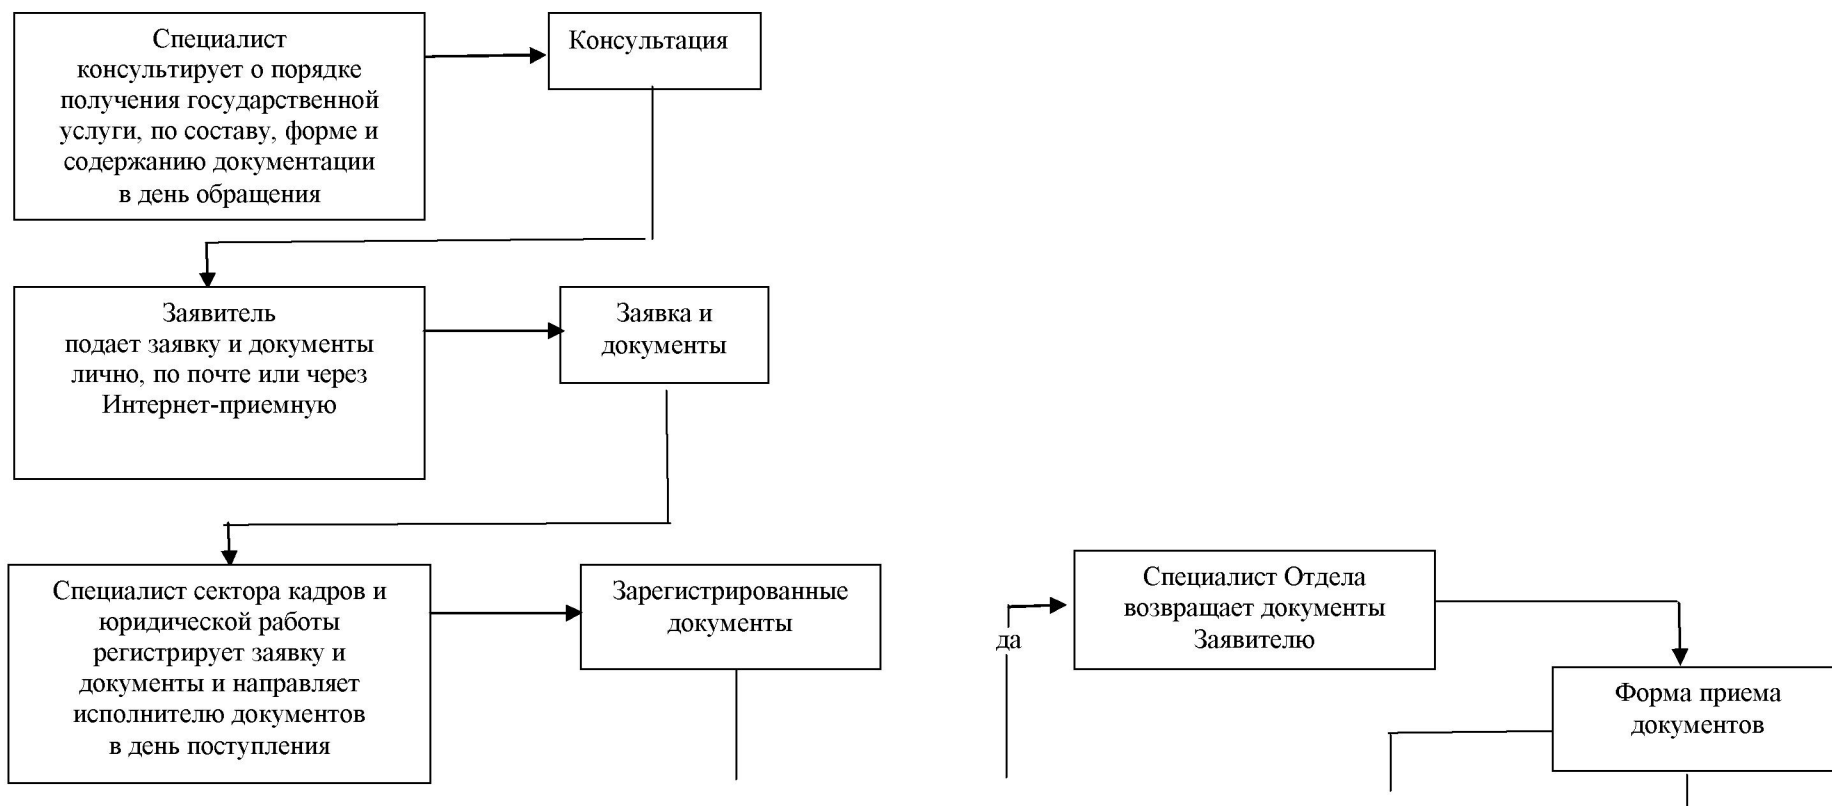 Специалист
консультирует о порядке
получения государственной
услуги, по составу, форме и
содержанию документации
в день обращения
Консультация
Заявитель
подает заявку и документы
лично, по почте или через
Интернет-приемную
Заявка и
документы
Специалист сектора кадров и
юридической работы
регистрирует заявку и
документы и направляет
исполнителю документов
в день поступления
Зарегистрированные
документы
да
Специалист Отдела
возвращает документы
Заявителю
Форма приема
документов